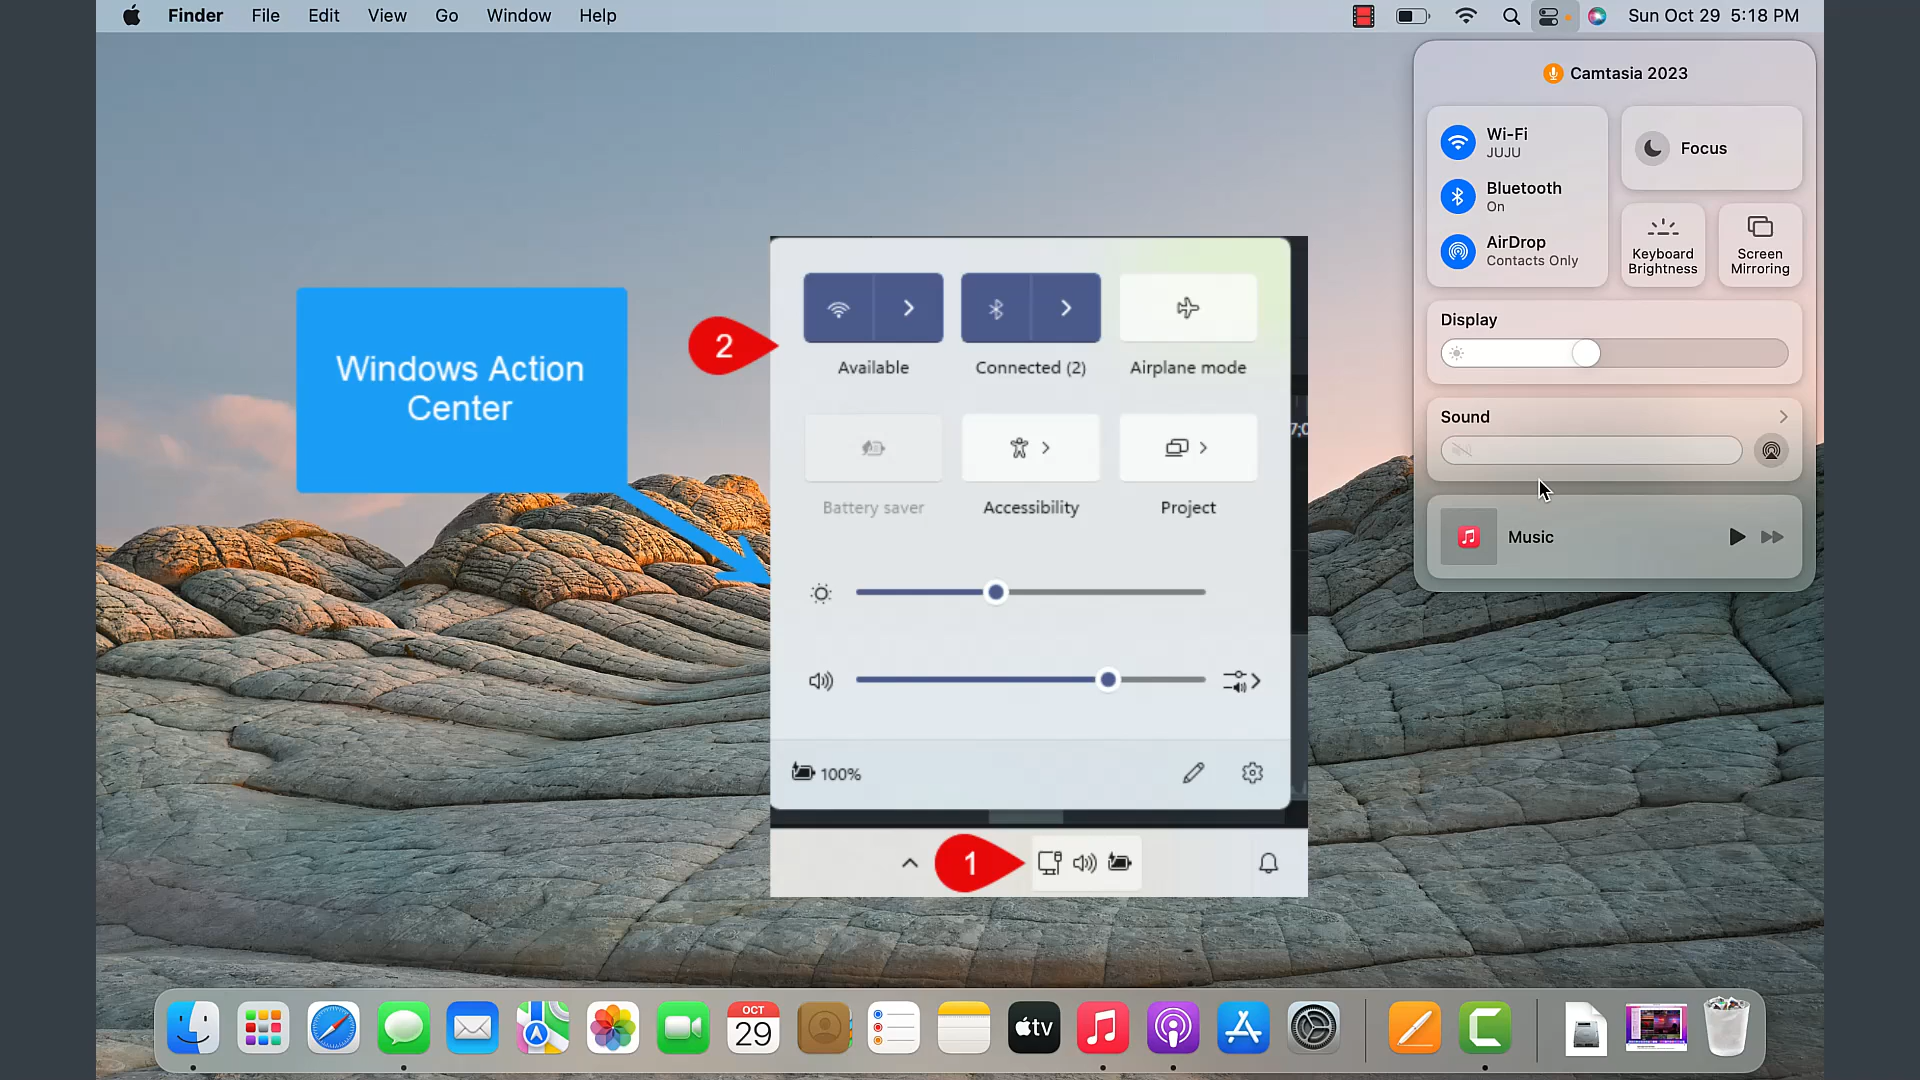 Finder File Edit View Go Window Help Sun Oct 29 5:18 PM
Camtasia 2023
Wi-Fi
JUJU
Bluetooth
On
AirDrop
Contacts Only
Focus
Keyboard
Brightness
Screen
Mirroring
Display
Sound
Music
Windows Action
Center
2
Available
Connected (2)
Airplane mode
Battery saver
Accessibility
Project
100%
1
OCT
29
tv